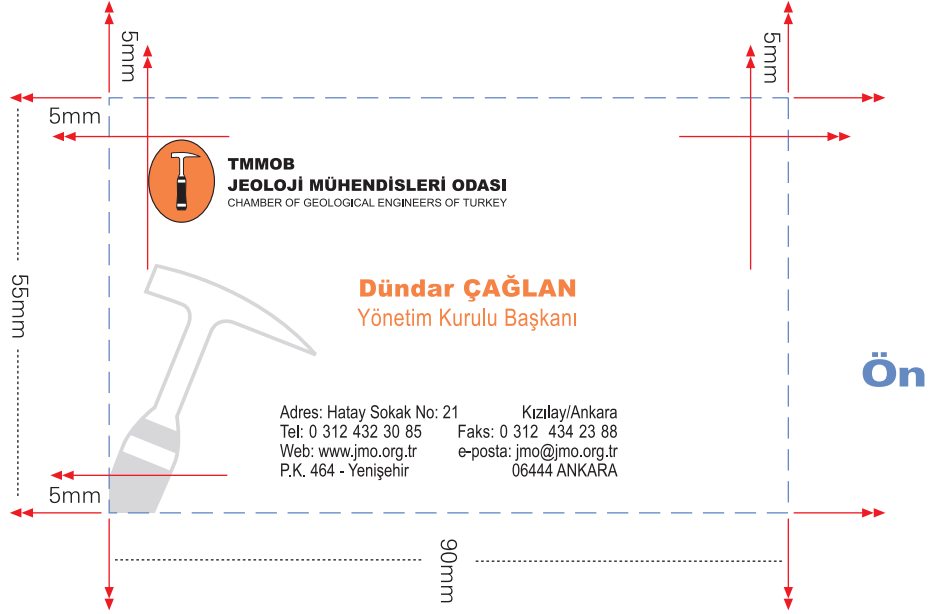 5mm
5mm
5mm
TMMOB
JEOLOJİ MÜHENDİSLERİ ODASI
CHAMBER OF GEOLOGICAL ENGINEERS OF TURKEY
55mm
Dündar ÇAĞLAN
Yönetim Kurulu Başkanı
Ön
Adres: Hatay Sokak No: 21 Kızılay/Ankara
Tel: 0 312 432 30 85 Faks: 0 312 434 23 88
Web: www.jmo.org.tr e-posta: jmo@jmo.org.tr
P.K. 464 - Yenişehir 06444 ANKARA
5mm
90mm